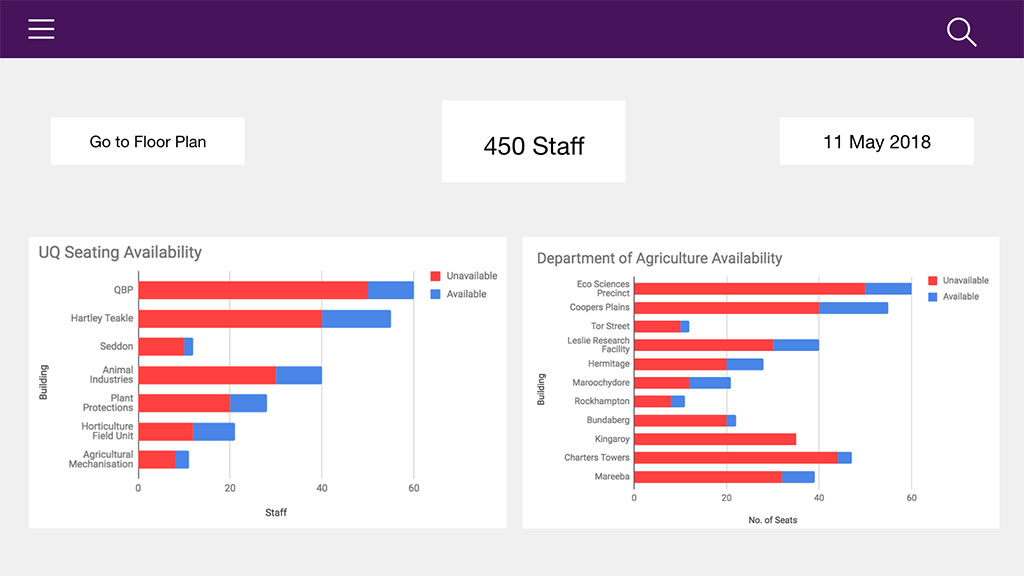 Go to Floor Plan
450 Staff
11 May 2018
UQ Seating Availability
Unavailable
Available
QBP
Hartley Teakle
Seddon
Animal
Industries
Plant
Protections
Horticulture
Field Unit
Agricultural
Mechanisation
Building
0 20 40 60
Staff
Department of Agriculture Availability
Unavailable
Available
Eco Sciences
Precinct
Coopers Plains
Tor Street
Leslie Research
Facility
Hermitage
Maroochydore
Rockhampton
Bundaberg
Kingaroy
Charters Towers
Mareeba
Building
0 20 40 60
No. of Seats